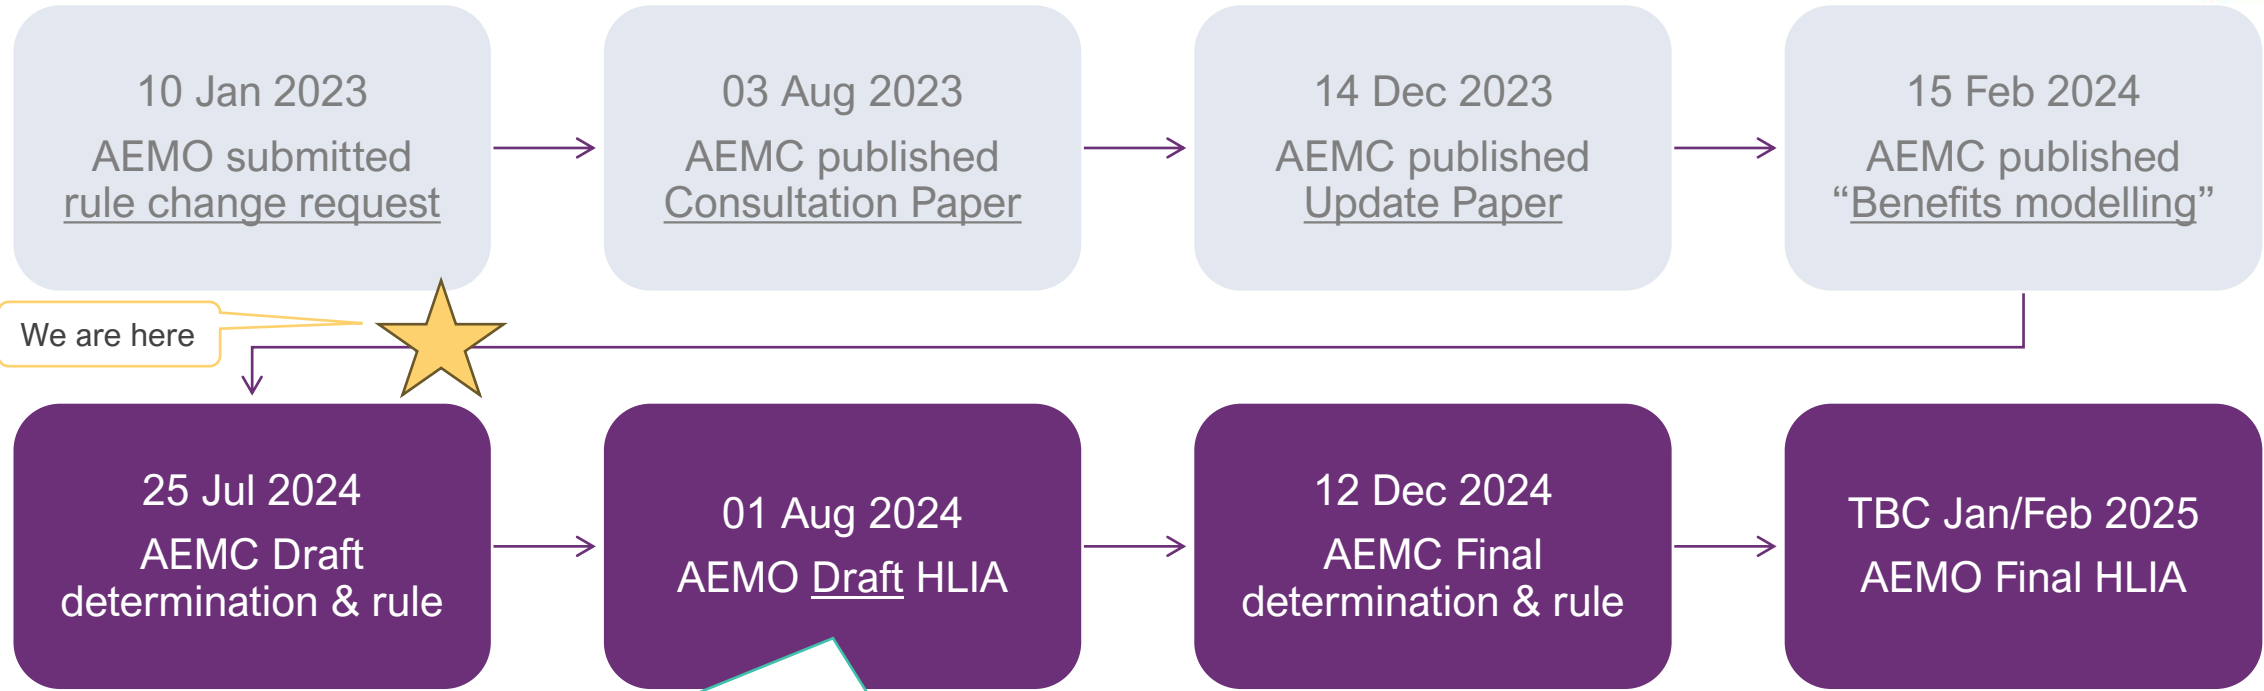 10 Jan 2023
AEMO submitted
rule change request
03 Aug 2023
AEMC published
Consultation Paper
14 Dec 2023
AEMC published
Update Paper
15 Feb 2024
AEMC published
“Benefits modelling”
We are here
25 Jul 2024
AEMC Draft
determination & rule
01 Aug 2024
AEMO Draft HLIA
12 Dec 2024
AEMC Final
determination & rule
TBC Jan/Feb 2025
AEMO Final HLIA